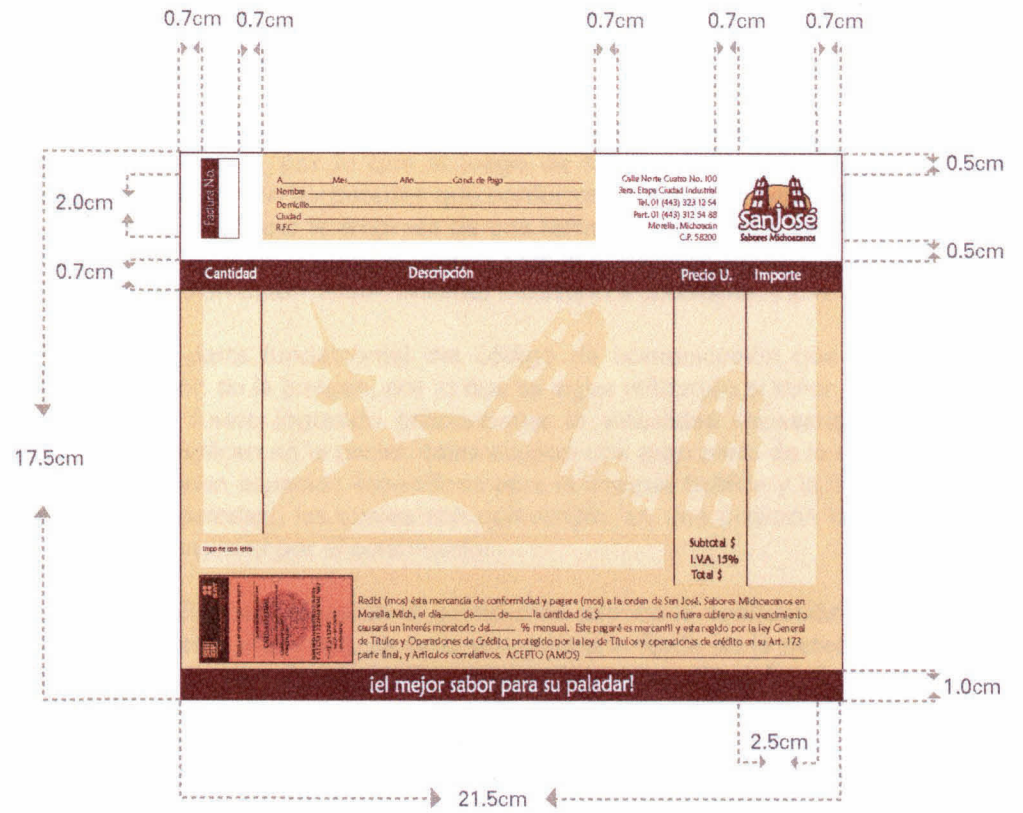 0.7cm 0.7cm 0.7cm 0.7cm 0.7cm
0.5cm
2.0cm
0.5cm
0.7cm
17.5cm
Factura No.
A Mes Año Cond. de Pago
Nombre
Domicilio
Ciudad
R.F.C.
Calle Norte Cuatro No. 100
3era. Etapa Ciudad Industrial
Tel. 01 (443) 323 12 54
Part. 01 (443) 312 54 88
Morelia, Michoacán
C.P. 58200
SanJosé
Sabores Michoacanos
Cantidad Descripción Precio U. Importe
Importe con letra
Subtotal $
I.V.A. 15%
Total $
Recibí (mos) ésta mercancía de conformidad y pagare (mos) a la orden de San José, Sabores Michoacanos en
Morelia Mich, el día de de la cantidad de $ si no fuera cubiero a su vencimiento
causará un interés moratorio del % mensual. Este pagaré es mercantil y esta regido por la ley General
de Títulos y Operadones de Crédito, protegido por la ley de Títulos y operaciones de crédito en su Art. 173
parte final, y Artículos correlativos. ACEPTO (AMOS)
¡el mejor sabor para su paladar!
1.0cm
2.5cm
21.5cm